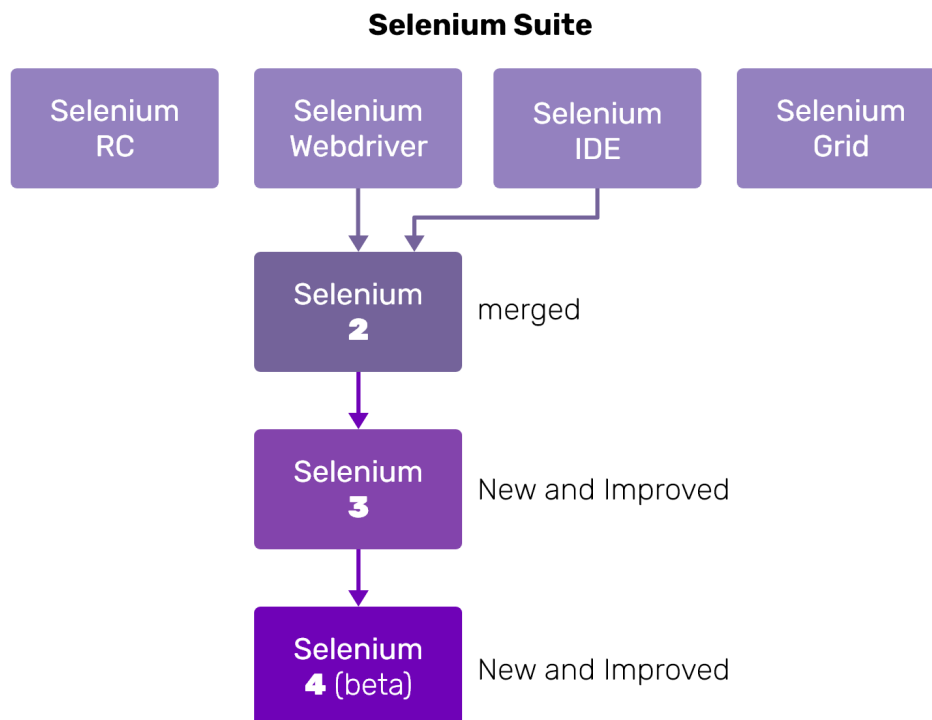 Selenium Suite
Selenium
RC
Selenium
Webdriver
Selenium
IDE
Selenium
Grid
Selenium
2
merged
Selenium
3
New and Improved
Selenium
4 (beta)
New and Improved